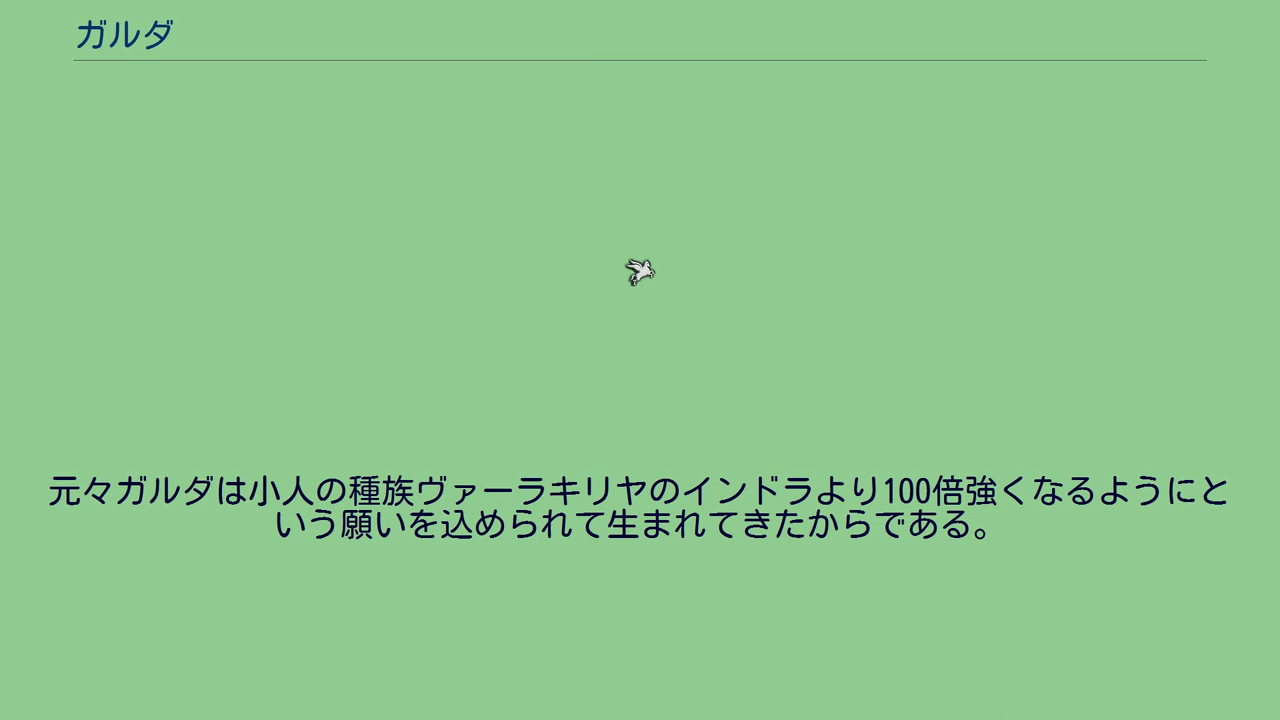 ガルダ
元々ガルダは小人の種族ヴァーラキリヤのインドラより100倍強くなるようにと
いう願いを込められて生まれてきたからである。